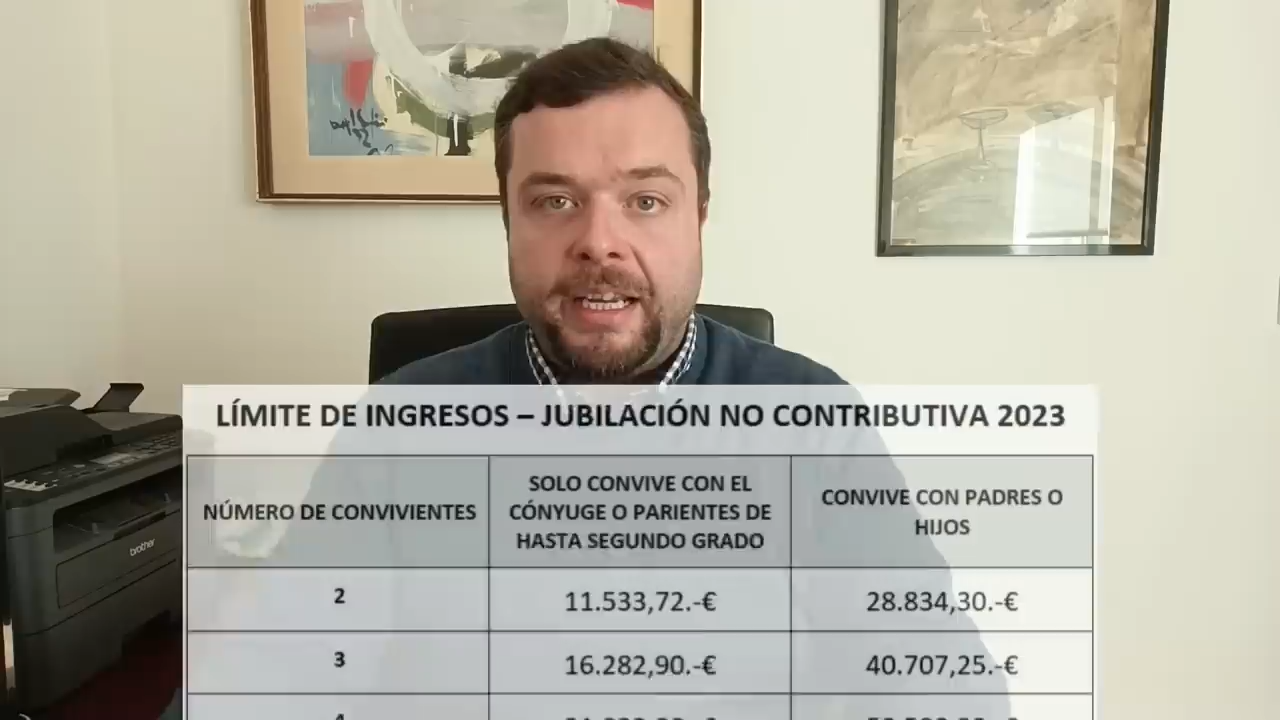 LÍMITE DE INGRESOS – JUBILACIÓN NO CONTRIBUTIVA 2023
NÚMERO DE CONVIVIENTES
SOLO CONVIVE CON EL
CÓNYUGE O PARIENTES DE
HASTA SEGUNDO GRADO
CONVIVE CON PADRES O
HIJOS
2
11.533,72.-€
28.834,30.-€
3
16.282,90.-€
40.707,25.-€
brother